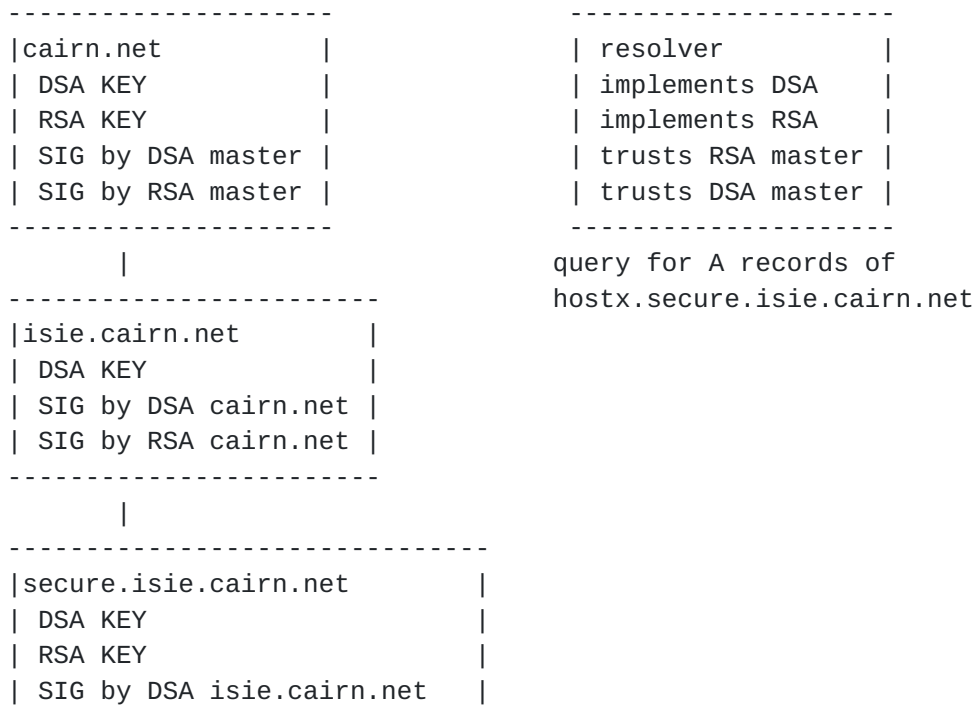 ---------------------                ---------------------
|cairn.net          |                | resolver          |
| DSA KEY           |                | implements DSA    |
| RSA KEY           |                | implements RSA    |
| SIG by DSA master |                | trusts RSA master |
| SIG by RSA master |                | trusts DSA master |
---------------------                ---------------------
       |                            query for A records of
------------------------            hostx.secure.isie.cairn.net
|isie.cairn.net        |
| DSA KEY              |
| SIG by DSA cairn.net |
| SIG by RSA cairn.net |
------------------------
       |
-------------------------------
|secure.isie.cairn.net        |
| DSA KEY                     |
| RSA KEY                     |
| SIG by DSA isie.cairn.net   |